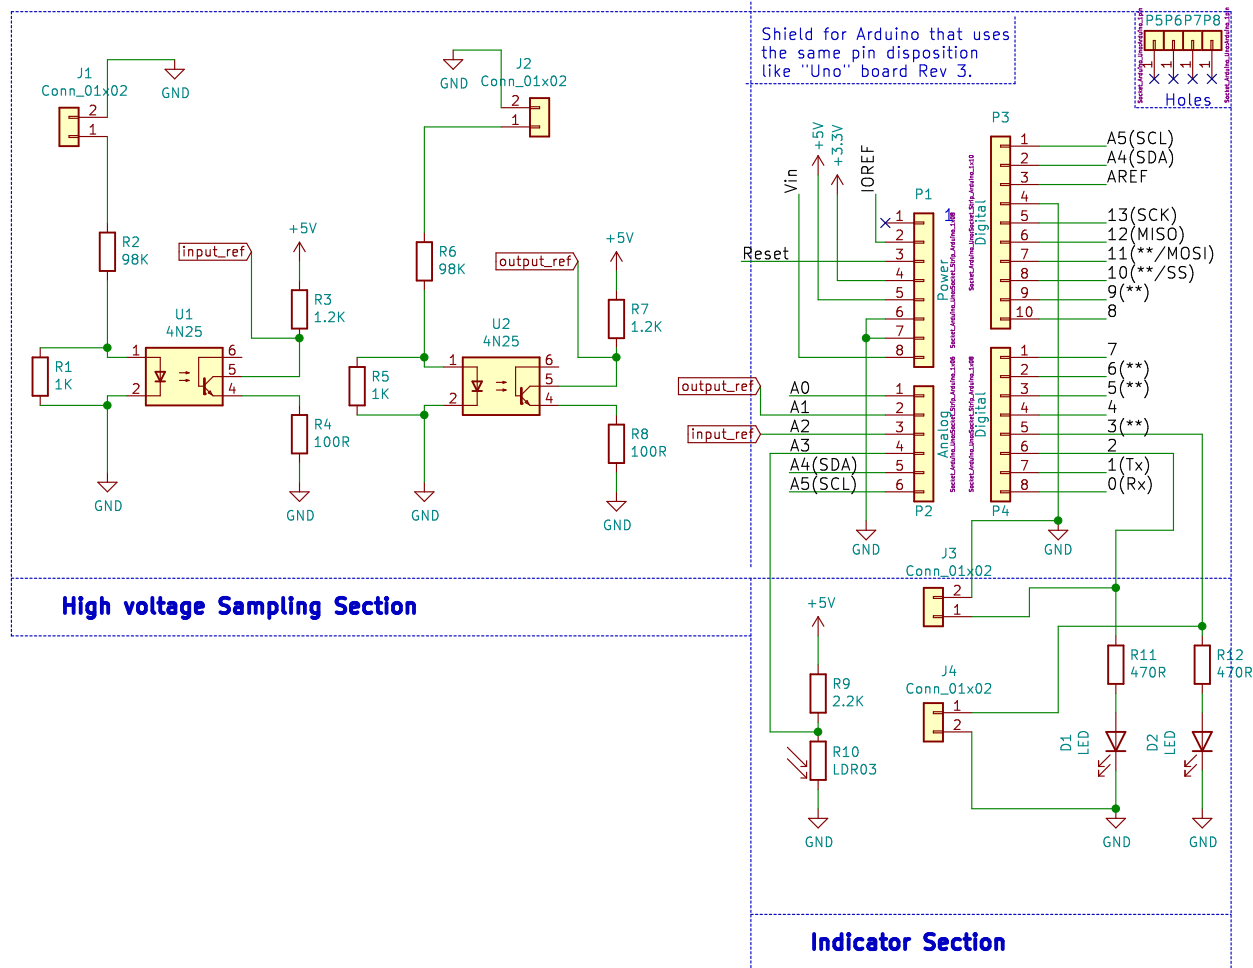 J1
Conn_01x02
2
1
GND
R2
98K
input_ref
+5V
R3
1.2K
U1
4N25
1
2
6
5
4
R1
1K
R4
100R
GND
GND
GND
J2
Conn_01x02
2
1
R6
98K
output_ref
+5V
R7
1.2K
U2
4N25
1
2
6
5
4
R5
1K
R8
100R
GND
GND
High voltage Sampling Section
Shield for Arduino that uses
the same pin disposition
like "Uno" board Rev 3.
P5P6P7P8
1
1
1
1
Holes
Vin
+5V
+3.3V
IOREF
Reset
P1
1
1
2
3
4
5
6
7
8
Power
P3
Digital
1
2
3
4
5
6
7
8
9
10
A5(SCL)
A4(SDA)
AREF
13(SCK)
12(MISO)
11(**/MOSI)
10(**/SS)
9(**)
8
output_ref
input_ref
A0
A1
A2
A3
A4(SDA)
A5(SCL)
1
2
3
4
5
6
Analog
P2
Digital
P4
1
2
3
4
5
6
7
8
7
6(**)
5(**)
4
3(**)
2
1(Tx)
0(Rx)
GND
GND
J3
Conn_01x02
2
1
+5V
R9
2.2K
R10
LDR03
GND
J4
Conn_01x02
1
2
R11
470R
R12
470R
D1
LED
D2
LED
GND
GND
Indicator Section